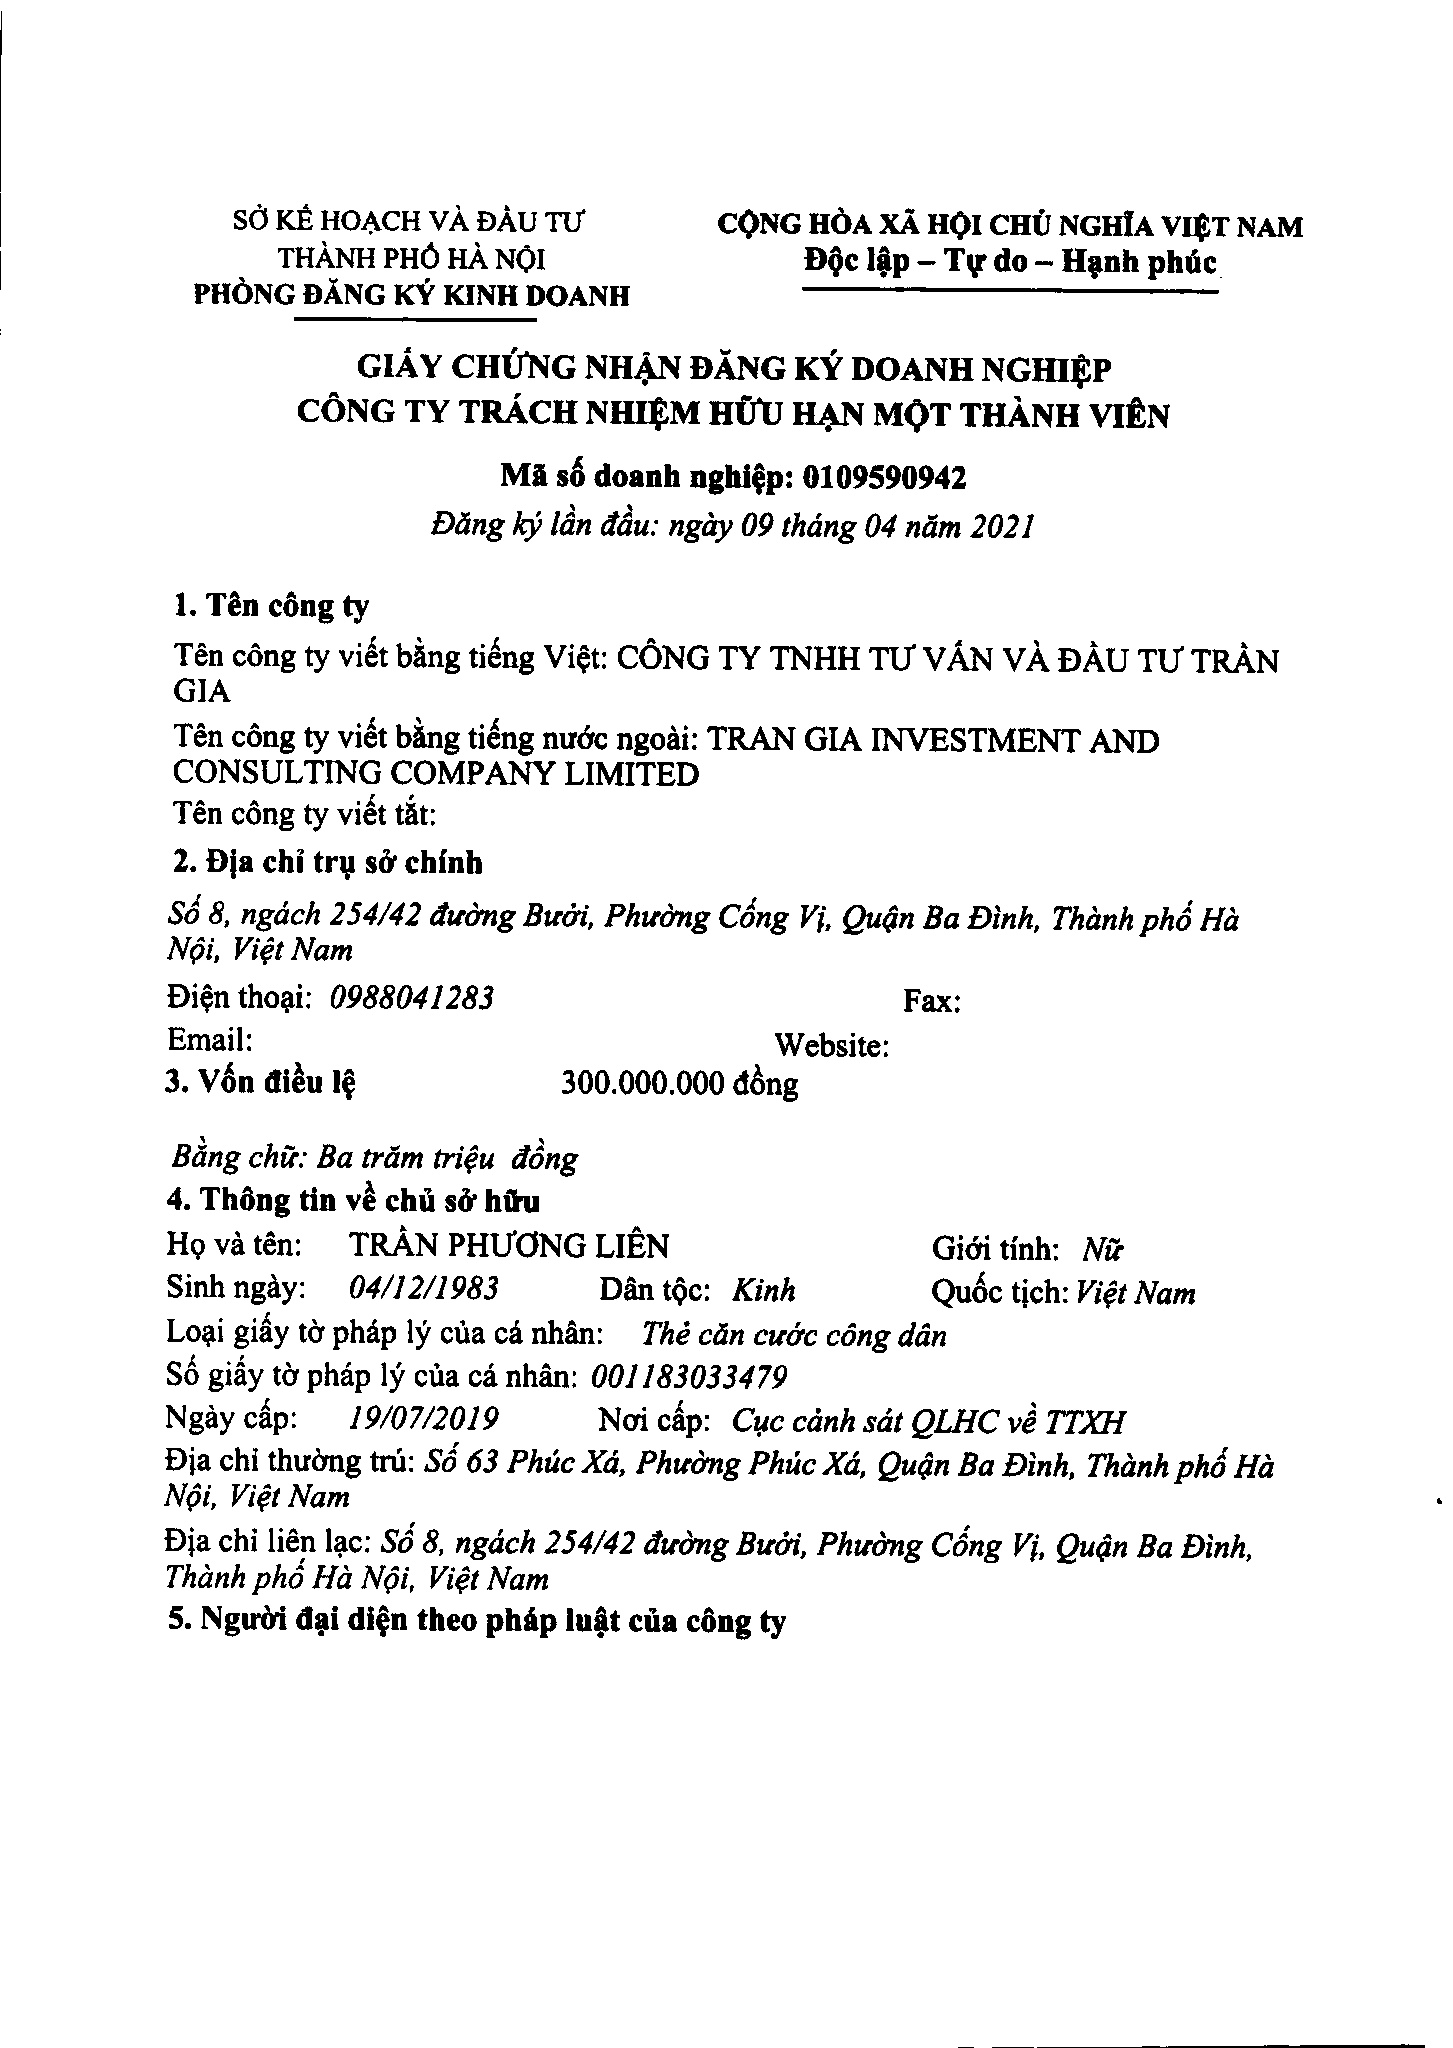 SỞ KẾ HOẠCH VÀ ĐẦU TƯ
THÀNH PHỐ HÀ NỘI
PHÒNG ĐĂNG KÝ KINH DOANH
CỘNG HÒA XÃ HỘI CHỦ NGHĨA VIỆT NAM
Độc lập – Tự do – Hạnh phúc
GIẤY CHỨNG NHẬN ĐĂNG KÝ DOANH NGHIỆP
CÔNG TY TRÁCH NHIỆM HỮU HẠN MỘT THÀNH VIÊN
Mã số doanh nghiệp: 0109590942
Đăng ký lần đầu: ngày 09 tháng 04 năm 2021
1. Tên công ty
Tên công ty viết bằng tiếng Việt: CÔNG TY TNHH TƯ VẤN VÀ ĐẦU TƯ TRẦN
GIA
Tên công ty viết bằng tiếng nước ngoài: TRAN GIA INVESTMENT AND
CONSULTING COMPANY LIMITED
Tên công ty viết tắt:
2. Địa chỉ trụ sở chính
Số 8, ngách 254/42 đường Bưởi, Phường Cống Vị, Quận Ba Đình, Thành phố Hà
Nội, Việt Nam
Điện thoại: 0988041283 Fax:
Email: Website:
3. Vốn điều lệ 300.000.000 đồng
Bằng chữ: Ba trăm triệu đồng
4. Thông tin về chủ sở hữu
Họ và tên: TRẦN PHƯƠNG LIÊN Giới tính: Nữ
Sinh ngày: 04/12/1983 Dân tộc: Kinh Quốc tịch: Việt Nam
Loại giấy tờ pháp lý của cá nhân: Thẻ căn cước công dân
Số giấy tờ pháp lý của cá nhân: 001183033479
Ngày cấp: 19/07/2019 Nơi cấp: Cục cảnh sát QLHC về TTXH
Địa chỉ thường trú: Số 63 Phúc Xá, Phường Phúc Xá, Quận Ba Đình, Thành phố Hà
Nội, Việt Nam
Địa chỉ liên lạc: Số 8, ngách 254/42 đường Bưởi, Phường Cống Vị, Quận Ba Đình,
Thành phố Hà Nội, Việt Nam
5. Người đại diện theo pháp luật của công ty